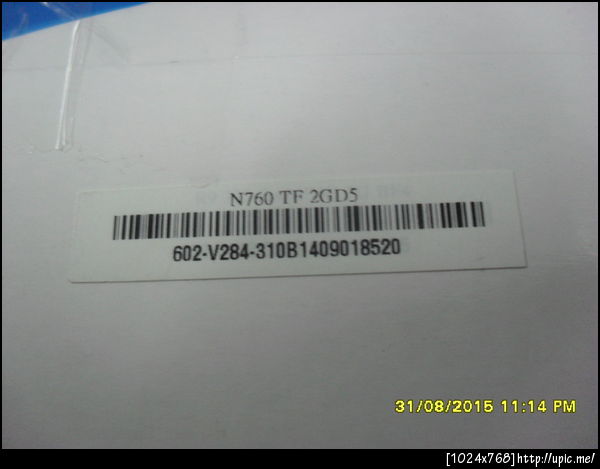 N760 TF 2GD5
602-V284-310B1409018520
31/08/2015 11:14 PM
[1024x768]http://upic.me/